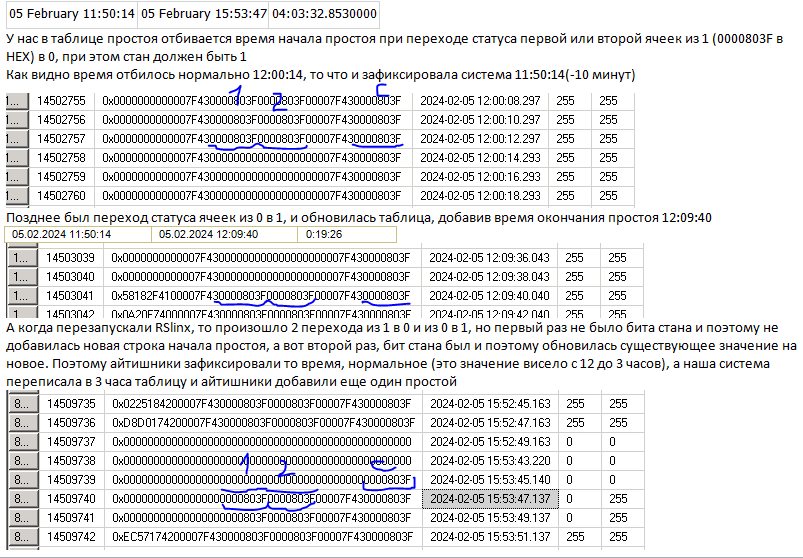 05 February 11:50:14 05 February 15:53:47 04:03:32.8530000
У нас в таблице простоя отбивается время начала простоя при переходе статуса первой или второй ячеек из 1 (0000803F в
HEX) в 0, при этом стан должен быть 1
Как видно время отбилось нормально 12:00:14, то что и зафиксировала система 11:50:14(-10 минут)
1 2 С
1... 14502755 0x0000000000007F430000803F0000803F00007F430000803F 2024-02-05 12:00:08.297 255 255
1... 14502756 0x0000000000007F430000803F0000803F00007F430000803F 2024-02-05 12:00:10.297 255 255
1... 14502757 0x0000000000007F430000803F0000803F00007F430000803F 2024-02-05 12:00:12.297 255 255
1... 14502758 0x0000000000007F43000000000000000000007F430000803F 2024-02-05 12:00:14.293 255 255
1... 14502759 0x0000000000007F43000000000000000000007F430000803F 2024-02-05 12:00:16.293 255 255
1... 14502760 0x0000000000007F43000000000000000000007F430000803F 2024-02-05 12:00:18.293 255 255
Позднее был переход статуса ячеек из 0 в 1, и обновилась таблица, добавив время окончания простоя 12:09:40
05.02.2024 11:50:14 05.02.2024 12:09:40 0:19:26
1... 14503039 0x0000000000007F43000000000000000000007F430000803F 2024-02-05 12:09:36.043 255 255
1... 14503040 0x0000000000007F43000000000000000000007F430000803F 2024-02-05 12:09:38.043 255 255
1... 14503041 0x58182F4100007F430000803F0000803F00007F430000803F 2024-02-05 12:09:40.040 255 255
1... 14503042 0x0A20F74000007F430000803F0000803F00007F430000803F 2024-02-05 12:09:42.040 255 255
А когда перезапускали RSlinx, то произошло 2 перехода из 1 в 0 и из 0 в 1, но первый раз не было бита стана и поэтому не
добавилась новая строка начала простоя, а вот второй раз, бит стана был и поэтому обновилась существующее значение на
новое. Поэтому айтишники зафиксировали то время, нормальное (это значение висело с 12 до 3 часов), а наша система
переписала в 3 часа таблицу и айтишники добавили еще один простой
8... 14509735 0x0225184200007F430000803F0000803F00007F430000803F 2024-02-05 15:52:45.163 255 255
8... 14509736 0xD8D0174200007F430000803F0000803F00007F430000803F 2024-02-05 15:52:47.163 255 255
8... 14509737 0x000000000000000000000000000000000000000000000000 2024-02-05 15:52:49.163 0 0
8... 14509738 0x000000000000000000000000000000000000000000000000 2024-02-05 15:53:43.220 0 0
1 2 С
8... 14509739 0x00000000000000000000000000000000000000000000803F 2024-02-05 15:53:45.140 0 0
8... 14509740 0x00000000000000000000803F0000803F00007F430000803F 2024-02-05 15:53:47.137 0 255
8... 14509741 0x00000000000000000000803F0000803F00007F430000803F 2024-02-05 15:53:49.137 0 255
8... 14509742 0xEC57174200007F430000803F0000803F00007F430000803F 2024-02-05 15:53:51.137 255 255